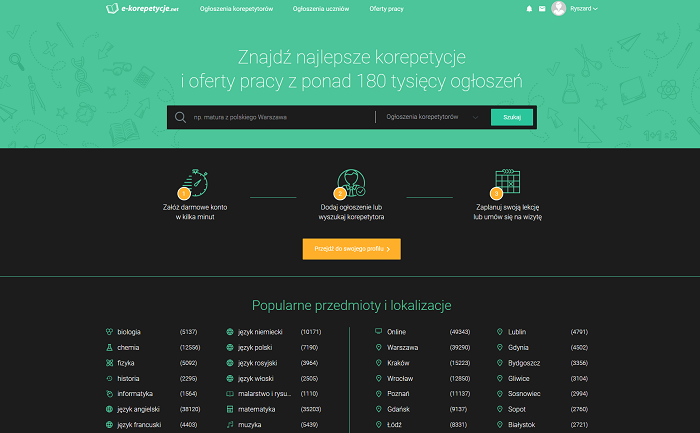 e-korepetycje.net
Ogłoszenia korepetytorów
Ogłoszenia uczniów
Oferty pracy
Ryszard
Znajdź najlepsze korepetycje
i oferty pracy z ponad 180 tysięcy ogłoszeń
np. matura z polskiego Warszawa
Ogłoszenia korepetytorów
Szukaj
1
Załóż darmowe konto
w kilka minut
2
Dodaj ogłoszenie lub
wyszukaj korepetytora
3
Zaplanuj swoją lekcję
lub umów się na wizytę
Przejdź do swojego profilu
Popularne przedmioty i lokalizacje
biologia (5137)
chemia (12556)
fizyka (5092)
historia (2295)
informatyka (1564)
język angielski (38120)
język francuski (4403)
język niemiecki (10171)
język polski (7190)
język rosyjski (3964)
język włoski (2505)
malarstwo i rysu... (1110)
matematyka (35203)
muzyka (5439)
Online (49343)
Warszawa (39290)
Kraków (15223)
Wrocław (12850)
Poznań (11137)
Gdańsk (9137)
Łódź (8331)
Lublin (4791)
Gdynia (4502)
Bydgoszcz (3356)
Gliwice (3104)
Sosnowiec (2994)
Sopot (2760)
Białystok (2721)